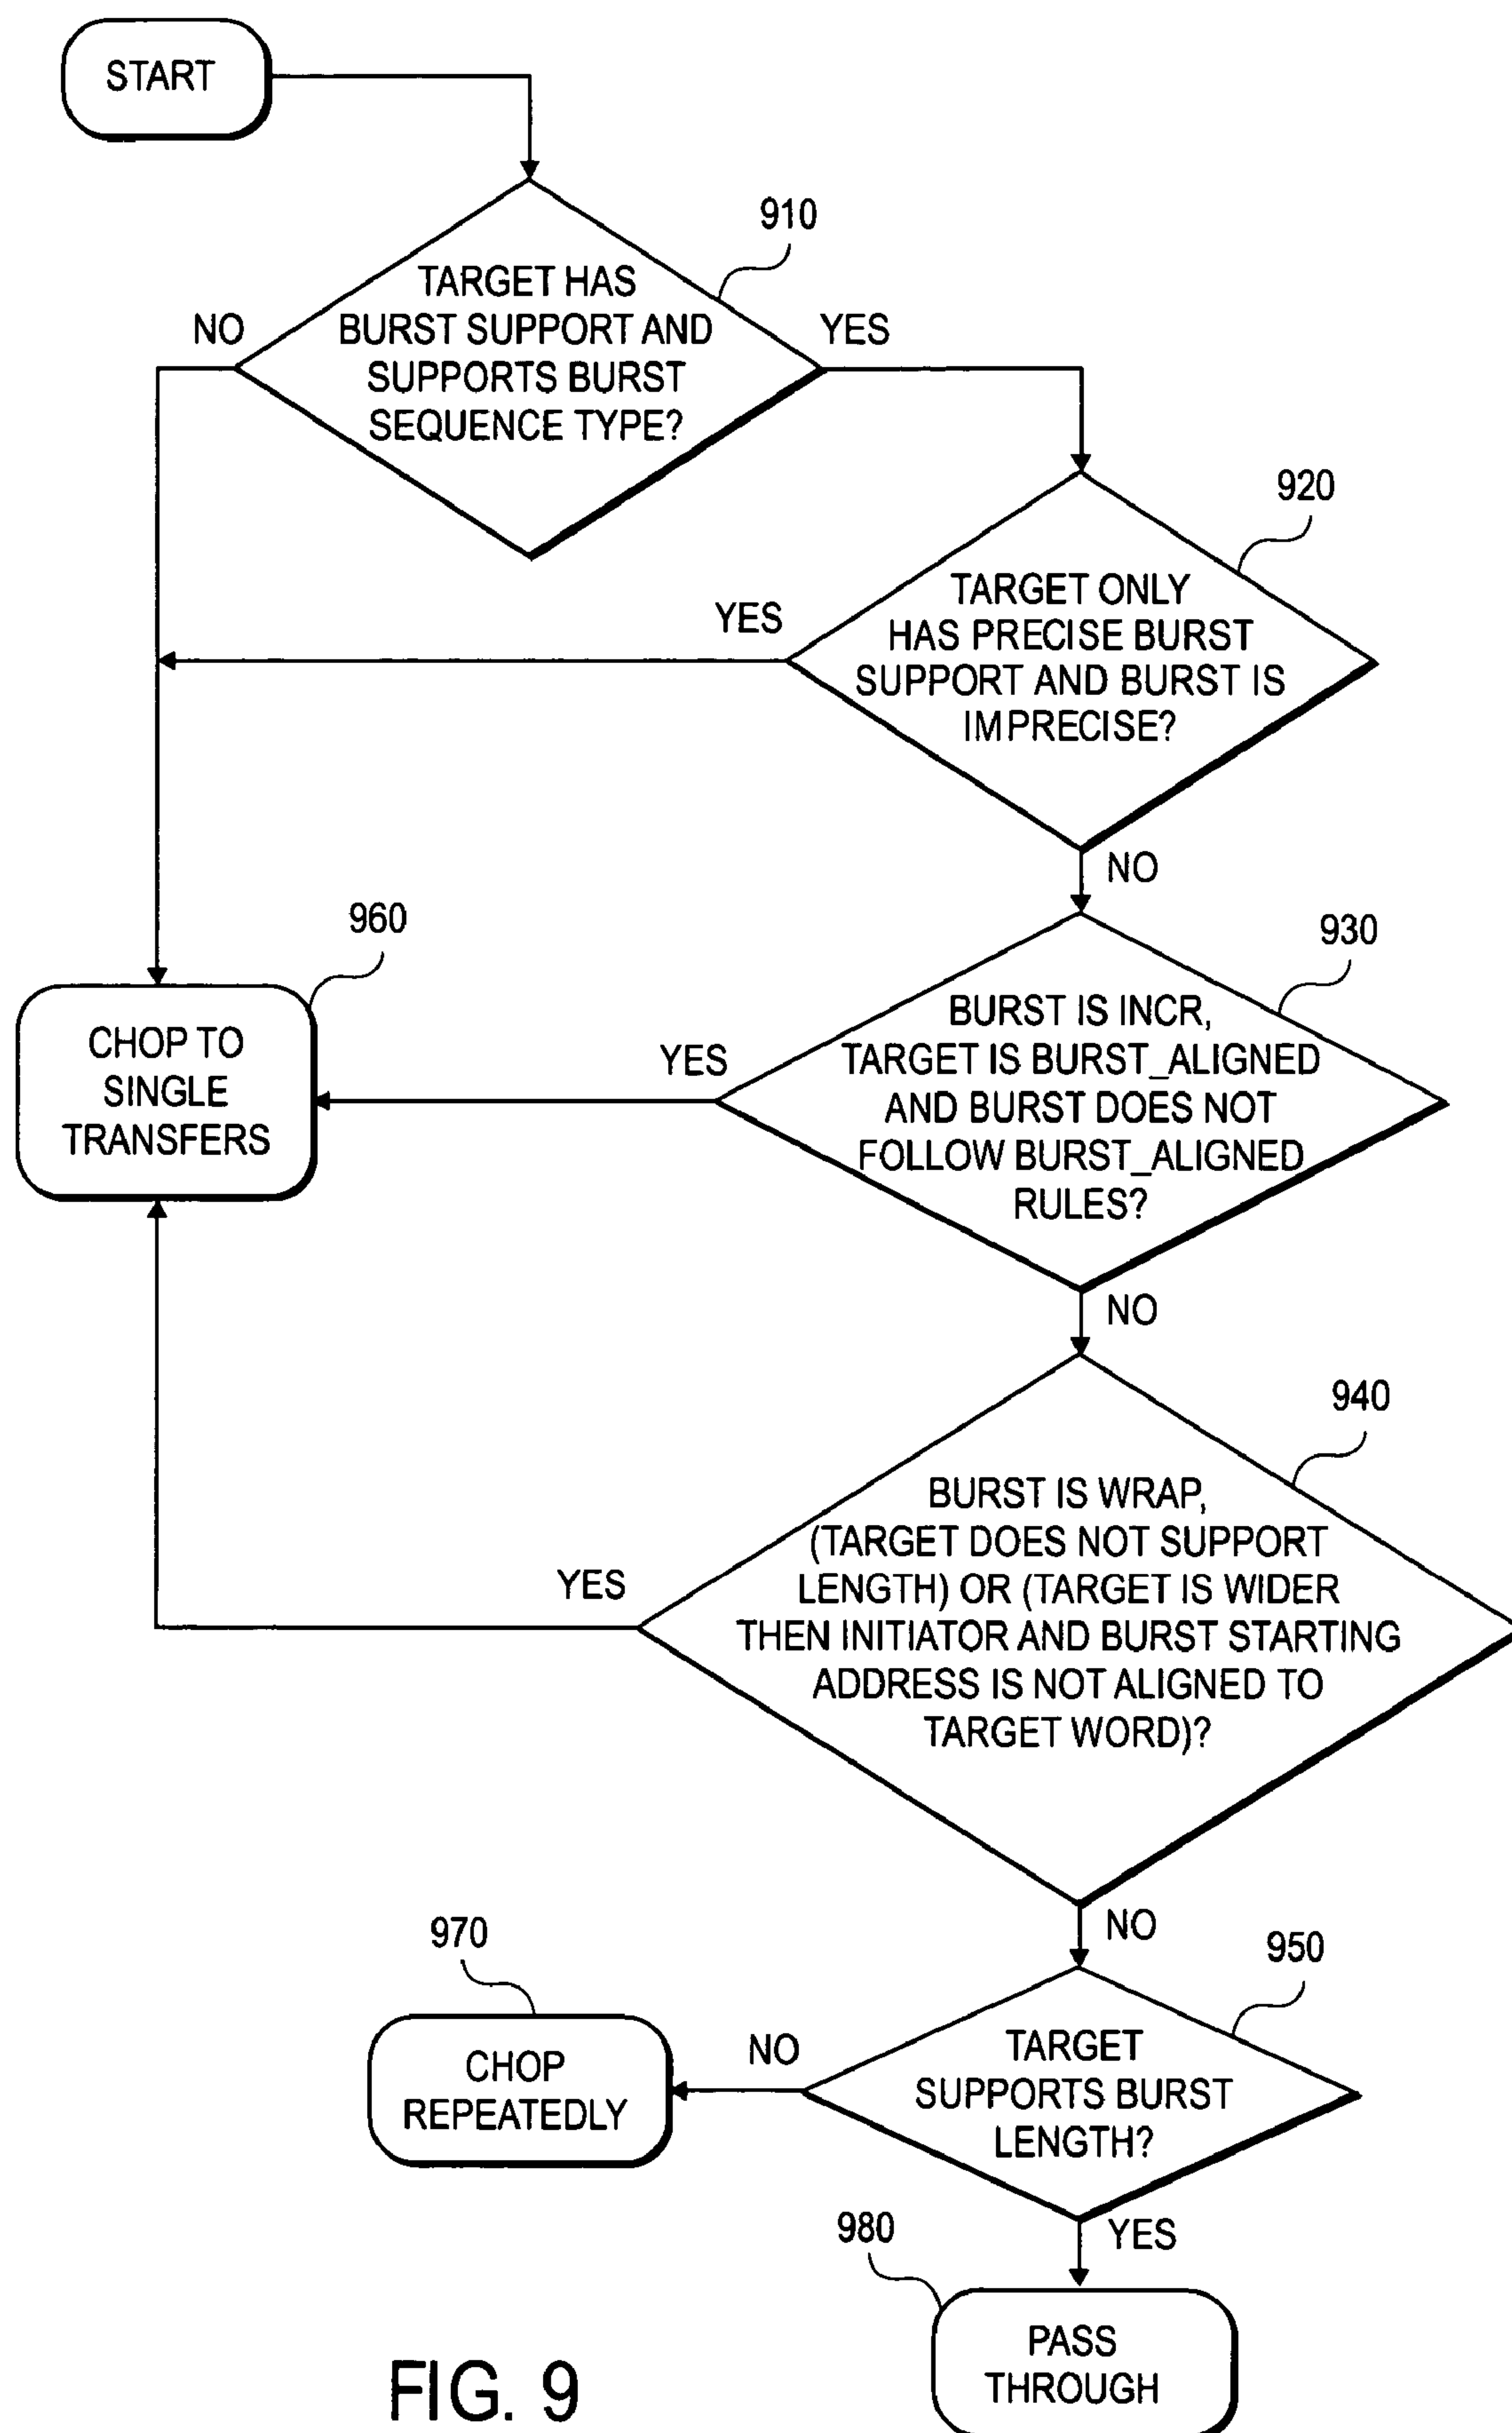 START
910
TARGET HAS
BURST SUPPORT AND
SUPPORTS BURST
SEQUENCE TYPE?
NO
YES
920
TARGET ONLY
HAS PRECISE BURST
SUPPORT AND BURST IS
IMPRECISE?
YES
NO
960
CHOP TO
SINGLE
TRANSFERS
930
BURST IS INCR,
TARGET IS BURST_ALIGNED
AND BURST DOES NOT
FOLLOW BURST_ALIGNED
RULES?
YES
NO
940
BURST IS WRAP,
(TARGET DOES NOT SUPPORT
LENGTH) OR (TARGET IS WIDER
THEN INITIATOR AND BURST STARTING
ADDRESS IS NOT ALIGNED TO
TARGET WORD)?
YES
NO
970
CHOP
REPEATEDLY
950
TARGET
SUPPORTS BURST
LENGTH?
NO
YES
980
PASS
THROUGH
FIG. 9